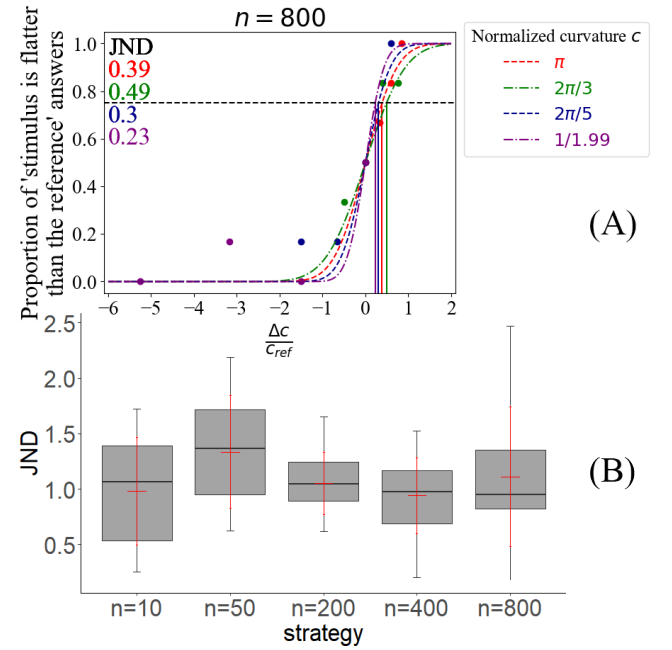 n = 800
Proportion of 'stimulus is flatter
than the reference' answers
1.0
0.8
0.6
0.4
0.2
0.0
JND
0.39
0.49
0.3
0.23
−6 −5 −4 −3 −2 −1 0 1 2
Δc
c_ref
Normalized curvature c
π
2π/3
2π/5
1/1.99
(A)
JND
2.5
2.0
1.5
1.0
0.5
n=10 n=50 n=200 n=400 n=800
strategy
(B)